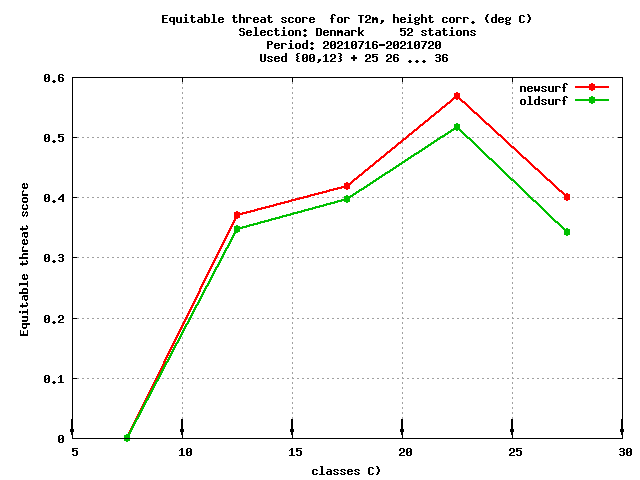 Equitable threat score  for T2m, height corr. (deg C)
Selection: Denmark     52 stations
Period: 20210716-20210720
Used {00,12} + 25 26 ... 36
newsurf
oldsurf
0.6
0.5
0.4
0.3
0.2
0.1
0
Equitable threat score
5 10 15 20 25 30
classes C)